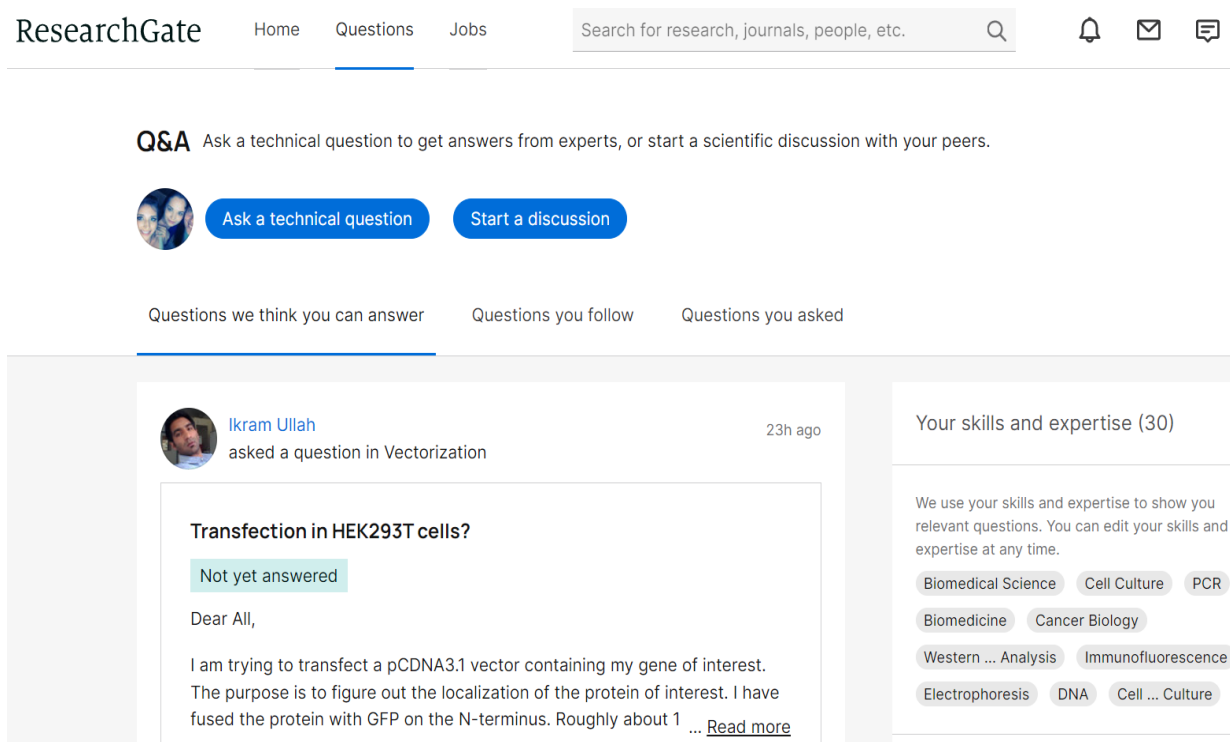 ResearchGate Home Questions Jobs Search for research, journals, people, etc.
Q&A Ask a technical question to get answers from experts, or start a scientific discussion with your peers.
Ask a technical question Start a discussion
Questions we think you can answer Questions you follow Questions you asked
Ikram Ullah 23h ago
asked a question in Vectorization
Transfection in HEK293T cells?
Not yet answered
Dear All,
I am trying to transfect a pCDNA3.1 vector containing my gene of interest.
The purpose is to figure out the localization of the protein of interest. I have
fused the protein with GFP on the N-terminus. Roughly about 1 ... Read more
Your skills and expertise (30)
We use your skills and expertise to show you
relevant questions. You can edit your skills and
expertise at any time.
Biomedical Science Cell Culture PCR
Biomedicine Cancer Biology
Western ... Analysis Immunofluorescence
Electrophoresis DNA Cell ... Culture